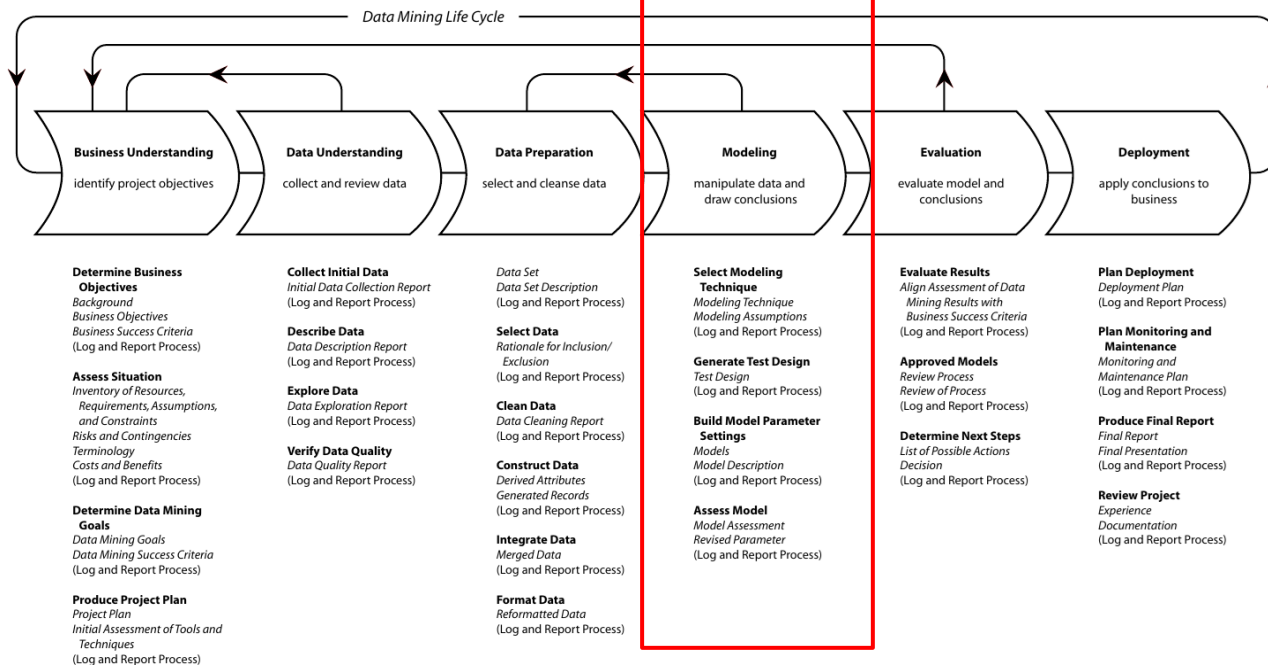 Data Mining Life Cycle
Business Understanding
identify project objectives
Data Understanding
collect and review data
Data Preparation
select and cleanse data
Modeling
manipulate data and
draw conclusions
Evaluation
evaluate model and
conclusions
Deployment
apply conclusions to
business
Determine Business
Objectives
Background
Business Objectives
Business Success Criteria
(Log and Report Process)
Assess Situation
Inventory of Resources,
Requirements, Assumptions,
and Constraints
Risks and Contingencies
Terminology
Costs and Benefits
(Log and Report Process)
Determine Data Mining
Goals
Data Mining Goals
Data Mining Success Criteria
(Log and Report Process)
Produce Project Plan
Project Plan
Initial Assessment of Tools and
Techniques
(Log and Report Process)
Collect Initial Data
Initial Data Collection Report
(Log and Report Process)
Describe Data
Data Description Report
(Log and Report Process)
Explore Data
Data Exploration Report
(Log and Report Process)
Verify Data Quality
Data Quality Report
(Log and Report Process)
Data Set
Data Set Description
(Log and Report Process)
Select Data
Rationale for Inclusion/
Exclusion
(Log and Report Process)
Clean Data
Data Cleaning Report
(Log and Report Process)
Construct Data
Derived Attributes
Generated Records
(Log and Report Process)
Integrate Data
Merged Data
(Log and Report Process)
Format Data
Reformatted Data
(Log and Report Process)
Select Modeling
Technique
Modeling Technique
Modeling Assumptions
(Log and Report Process)
Generate Test Design
Test Design
(Log and Report Process)
Build Model Parameter
Settings
Models
Model Description
(Log and Report Process)
Assess Model
Model Assessment
Revised Parameter
(Log and Report Process)
Evaluate Results
Align Assessment of Data
Mining Results with
Business Success Criteria
(Log and Report Process)
Approved Models
Review Process
Review of Process
(Log and Report Process)
Determine Next Steps
List of Possible Actions
Decision
(Log and Report Process)
Plan Deployment
Deployment Plan
(Log and Report Process)
Plan Monitoring and
Maintenance
Monitoring and
Maintenance Plan
(Log and Report Process)
Produce Final Report
Final Report
Final Presentation
(Log and Report Process)
Review Project
Experience
Documentation
(Log and Report Process)